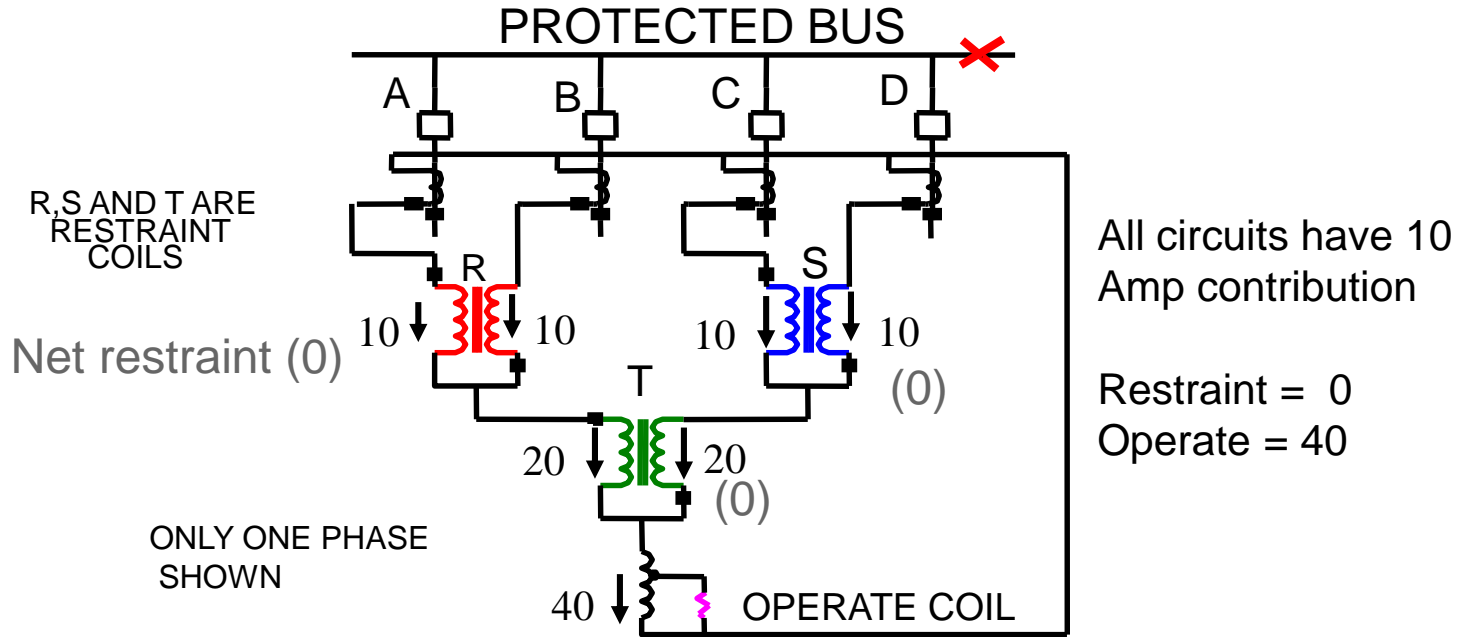 PROTECTED BUS
A
B
C
D
R,S AND T ARE
RESTRAINT
COILS
R
S
10
10
10
10
Net restraint (0)
(0)
T
20
20
(0)
ONLY ONE PHASE
SHOWN
40
OPERATE COIL
All circuits have 10
Amp contribution
Restraint = 0
Operate = 40